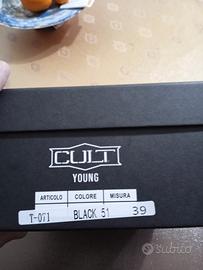 CULT
YOUNG
ARTICOLO COLORE MISURA
T-071 BLACK 51 39
subito